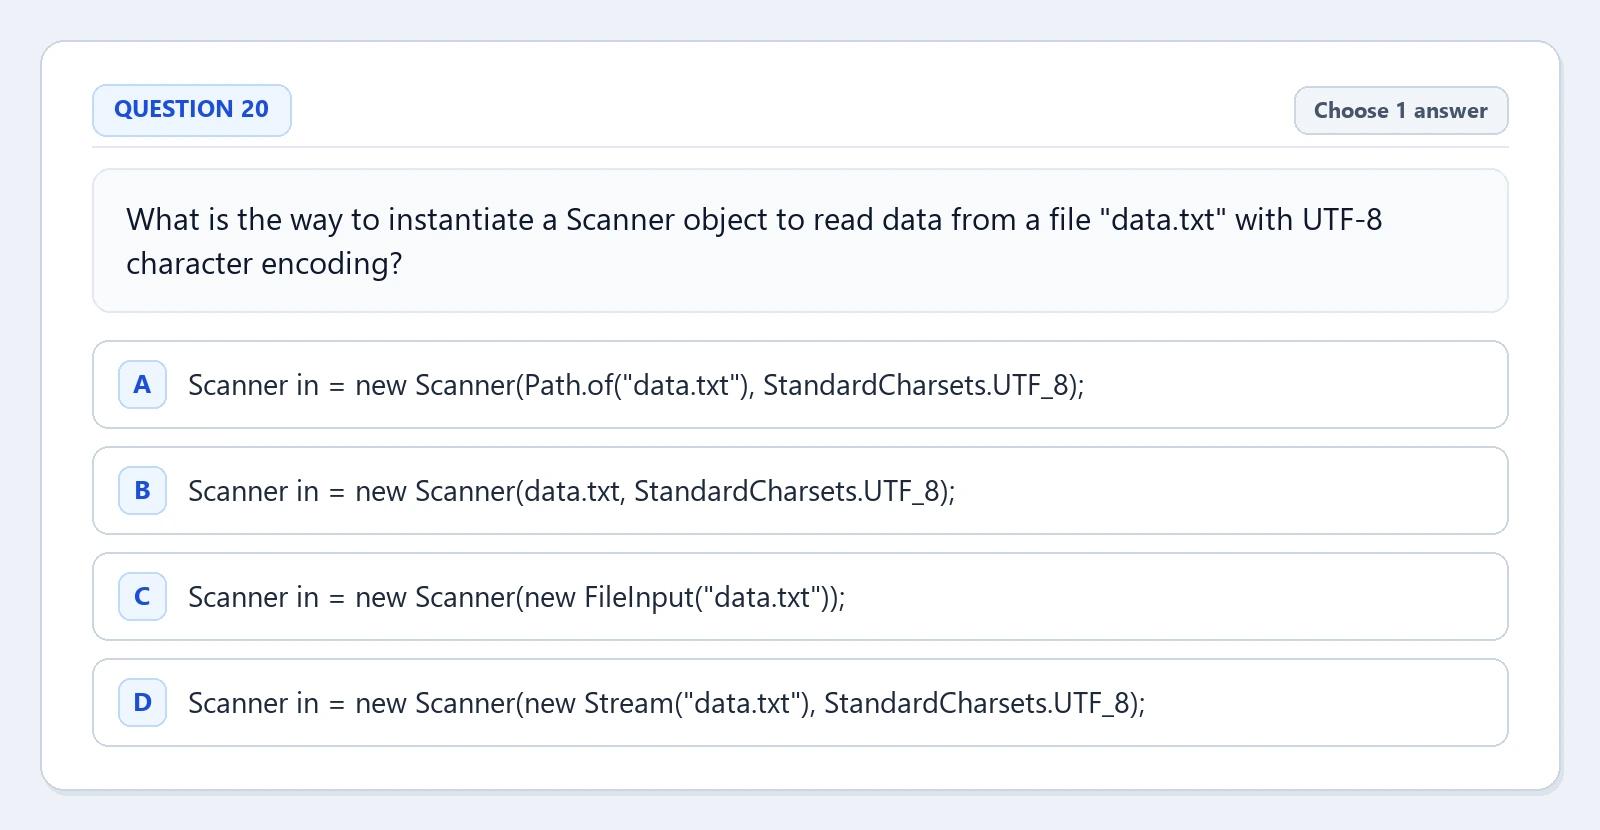 QUESTION 20
Choose 1 answer
What is the way to instantiate a Scanner object to read data from a file "data.txt" with UTF-8
character encoding?
A Scanner in = new Scanner(Path.of("data.txt"), StandardCharsets.UTF_8);
B Scanner in = new Scanner(data.txt, StandardCharsets.UTF_8);
C Scanner in = new Scanner(new FileInput("data.txt"));
D Scanner in = new Scanner(new Stream("data.txt"), StandardCharsets.UTF_8);